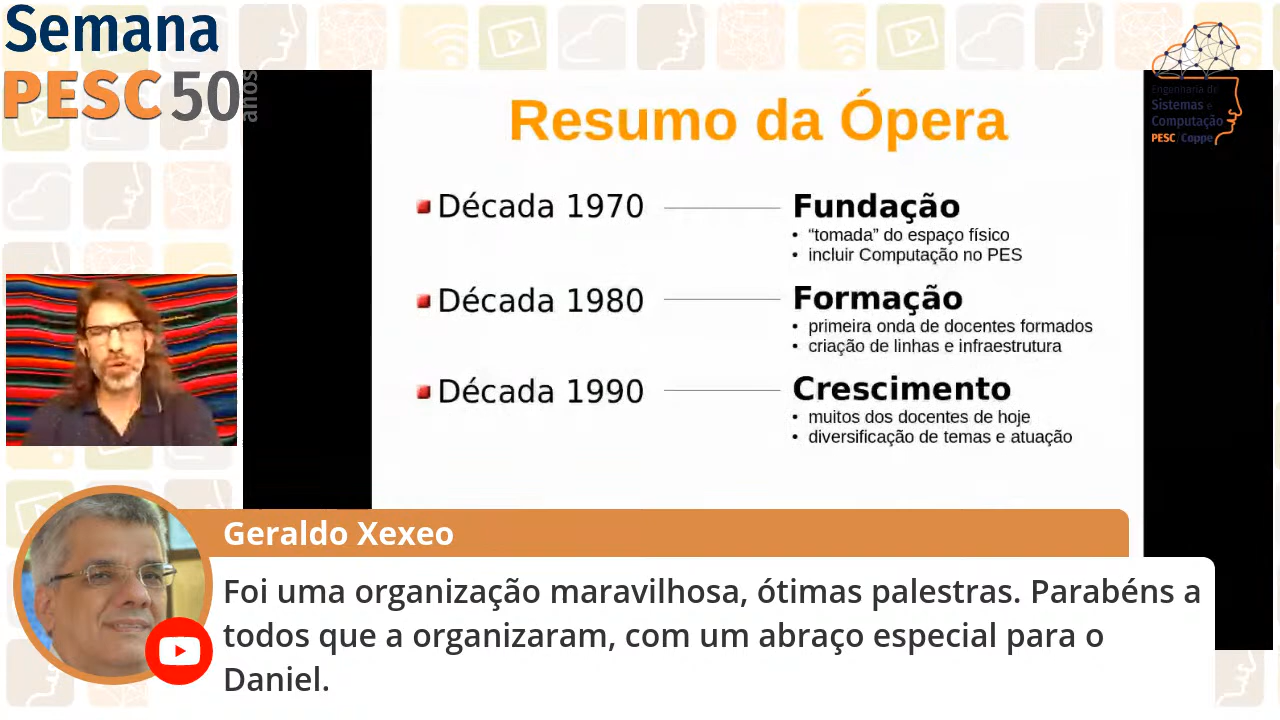 Semana
PESC 50
anos
Engenharia de
Sistemas e
Computação
PESC Coppe
Resumo da Ópera
Década 1970
Fundação
• "tomada" do espaço físico
• incluir Computação no PES
Década 1980
Formação
• primeira onda de docentes formados
• criação de linhas e infraestrutura
Década 1990
Crescimento
• muitos dos docentes de hoje
• diversificação de temas e atuação
Geraldo Xexeo
Foi uma organização maravilhosa, ótimas palestras. Parabéns a
todos que a organizaram, com um abraço especial para o
Daniel.